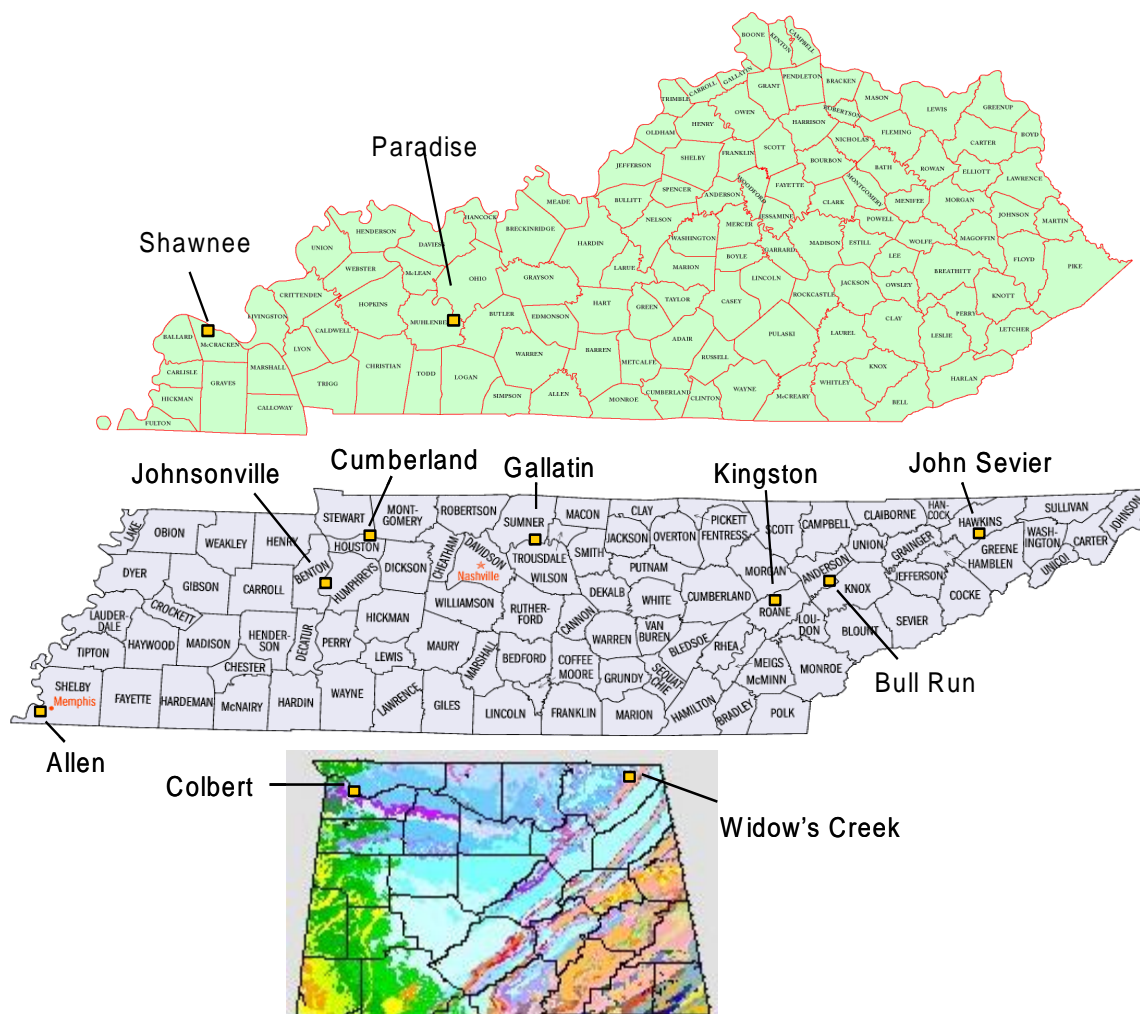 BOONE
KENTON
CAMPBELL
GALLATIN
CARROLL
TRIMBLE
GRANT
PENDLETON
BRACKEN
MASON
ROBERTSON
LEWIS
GREENUP
OWEN
HENRY
OLDHAM
HARRISON
NICHOLAS
FLEMING
CARTER
BOYD
Paradise
JEFFERSON
SHELBY
FRANKLIN
SCOTT
BOURBON
BATH
ROWAN
ELLIOTT
LAWRENCE
BULLITT
SPENCER
ANDERSON
WOODFORD
FAYETTE
MONTGOMERY
CLARK
MENIFEE
MORGAN
MEADE
HANCOCK
BRECKINRIDGE
NELSON
MERCER
JESSAMINE
POWELL
JOHNSON
MARTIN
Shawnee
UNION
HENDERSON
DAVIESS
HARDIN
WASHINGTON
BOYLE
GARRARD
MADISON
ESTILL
WOLFE
MAGOFFIN
LEE
FLOYD
PIKE
WEBSTER
McLEAN
OHIO
GRAYSON
LARUE
MARION
LINCOLN
JACKSON
OWSLEY
BREATHITT
KNOTT
CRITTENDEN
HOPKINS
HART
GREEN
TAYLOR
CASEY
ROCKCASTLE
PERRY
LETCHER
LIVINGSTON
CALDWELL
MUHLENBE
BUTLER
EDMONSON
ADAIR
PULASKI
LAUREL
CLAY
LESLIE
BALLARD
McCRACKEN
LYON
WARREN
BARREN
METCALFE
RUSSELL
KNOX
HARLAN
CARLISLE
GRAVES
MARSHALL
TRIGG
CHRISTIAN
TODD
LOGAN
SIMPSON
ALLEN
MONROE
CUMBERLAND
CLINTON
WAYNE
McCREARY
WHITLEY
BELL
HICKMAN
CALLOWAY
FULTON
Johnsonville
Cumberland
Gallatin
Kingston
John Sevier
LAKE
OBION
WEAKLEY
HENRY
STEWART
MONT-
GOMERY
ROBERTSON
SUMNER
MACON
CLAY
PICKETT
FENTRESS
SCOTT
CAMPBELL
CLAIBORNE
HAN-
COCK
HAWKINS
SULLIVAN
JOHNSON
HOUSTON
CHEATHAM
DAVIDSON
Nashville
TROUSDALE
SMITH
JACKSON
OVERTON
MORGAN
ANDERSON
UNION
GRAINGER
GREENE
HAMBLEN
WASH-
INGTON
CARTER
UNICOI
DYER
GIBSON
CARROLL
BENTON
HUMPHREYS
DICKSON
WILSON
PUTNAM
DEKALB
WHITE
CUMBERLAND
ROANE
KNOX
JEFFERSON
COCKE
LAUDER-
DALE
CROCKETT
HICKMAN
WILLIAMSON
RUTHER-
FORD
CANNON
VAN
BUREN
LOU-
DON
BLOUNT
SEVIER
TIPTON
HAYWOOD
MADISON
HENDER-
SON
DECATUR
PERRY
LEWIS
MAURY
MARSHALL
BEDFORD
COFFEE
MOORE
WARREN
BLEDSOE
RHEA
MEIGS
McMINN
MONROE
CHESTER
GRUNDY
SEQUAT-
CHIE
SHELBY
Memphis
FAYETTE
HARDEMAN
McNAIRY
HARDIN
WAYNE
LAWRENCE
GILES
LINCOLN
FRANKLIN
MARION
HAMILTON
BRADLEY
POLK
Bull Run
Allen
Colbert
Widow's Creek